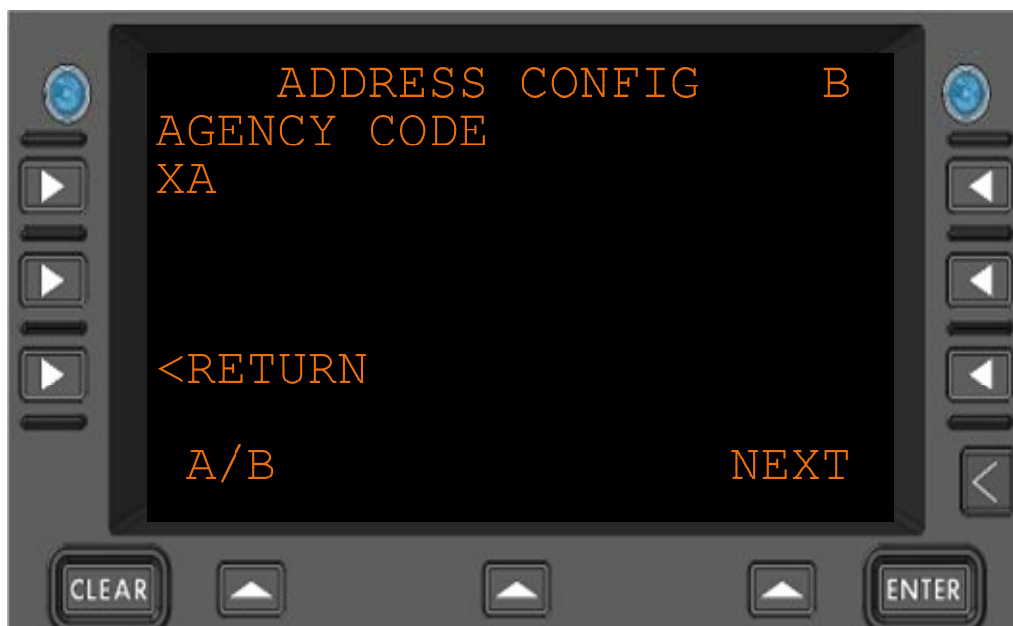 ADDRESS CONFIG B
AGENCY CODE
XA
<RETURN
A/B NEXT
CLEAR ENTER